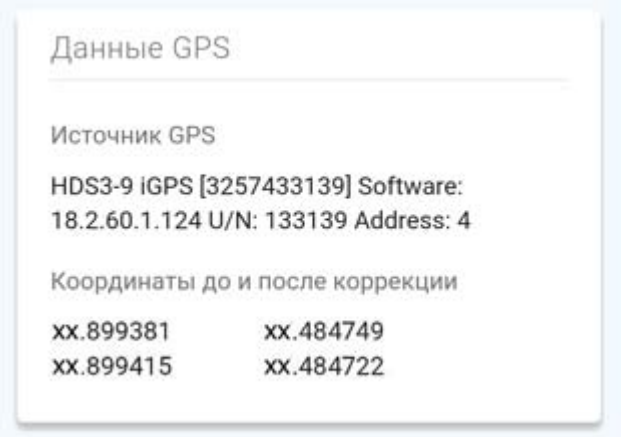 Данные GPS
Источник GPS
HDS3-9 iGPS [3257433139] Software:
18.2.60.1.124 U/N: 133139 Address: 4
Координаты до и после коррекции
xx.899381 xx.484749
xx.899415 xx.484722